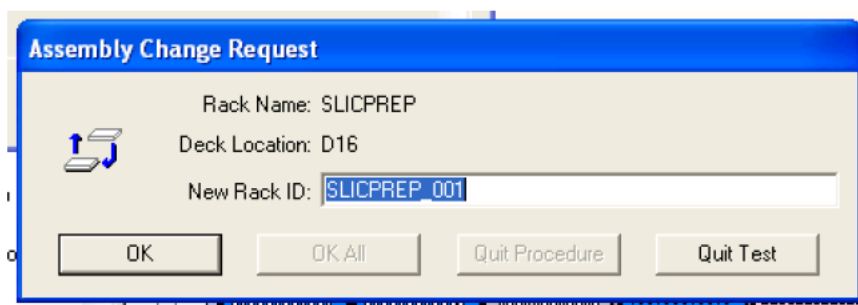 Assembly Change Request
Rack Name: SLICPREP
Deck Location: D16
New Rack ID: SLICPREP_001
OK OK All Quit Procedure Quit Test